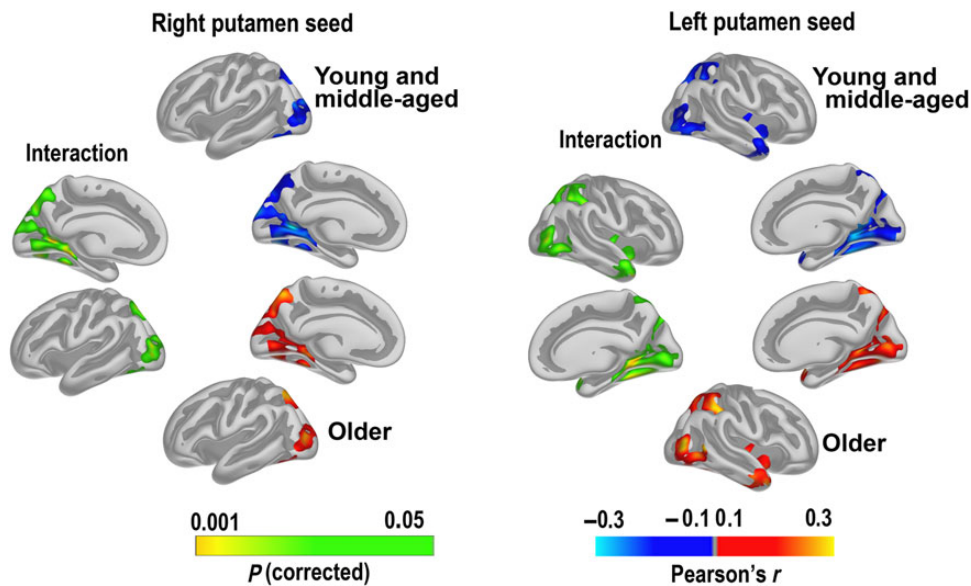 Right putamen seed
Young and
middle-aged
Interaction
Older
0.001 0.05
P (corrected)
Left putamen seed
Young and
middle-aged
Interaction
Older
–0.3 –0.1 0.1 0.3
Pearson's r